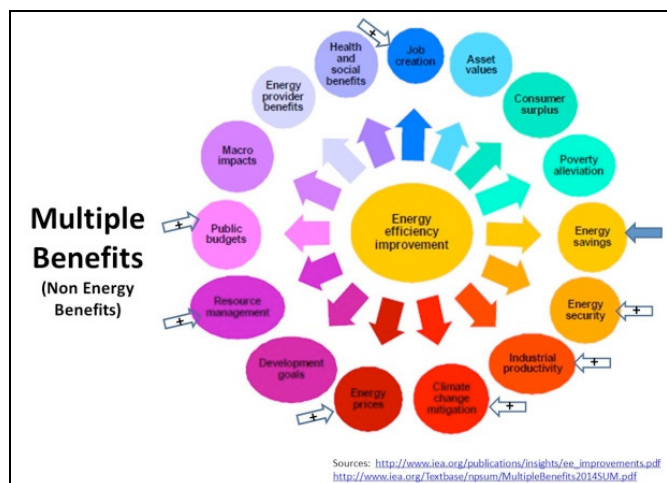 Multiple
Benefits
(Non Energy
Benefits)
Energy
efficiency
improvement
+
Job
creation
Asset
values
Consumer
surplus
Poverty
alleviation
Energy
savings
Energy
security
+
Industrial
productivity
+
Climate
change
mitigation
+
Energy
prices
+
Development
goals
Resource
management
+
Public
budgets
+
Macro
impacts
Energy
provider
benefits
Health
and
social
benefits
Sources: http://www.iea.org/publications/insights/ee_improvements.pdf
http://www.iea.org/Textbase/npsum/MultipleBenefits2014SUM.pdf